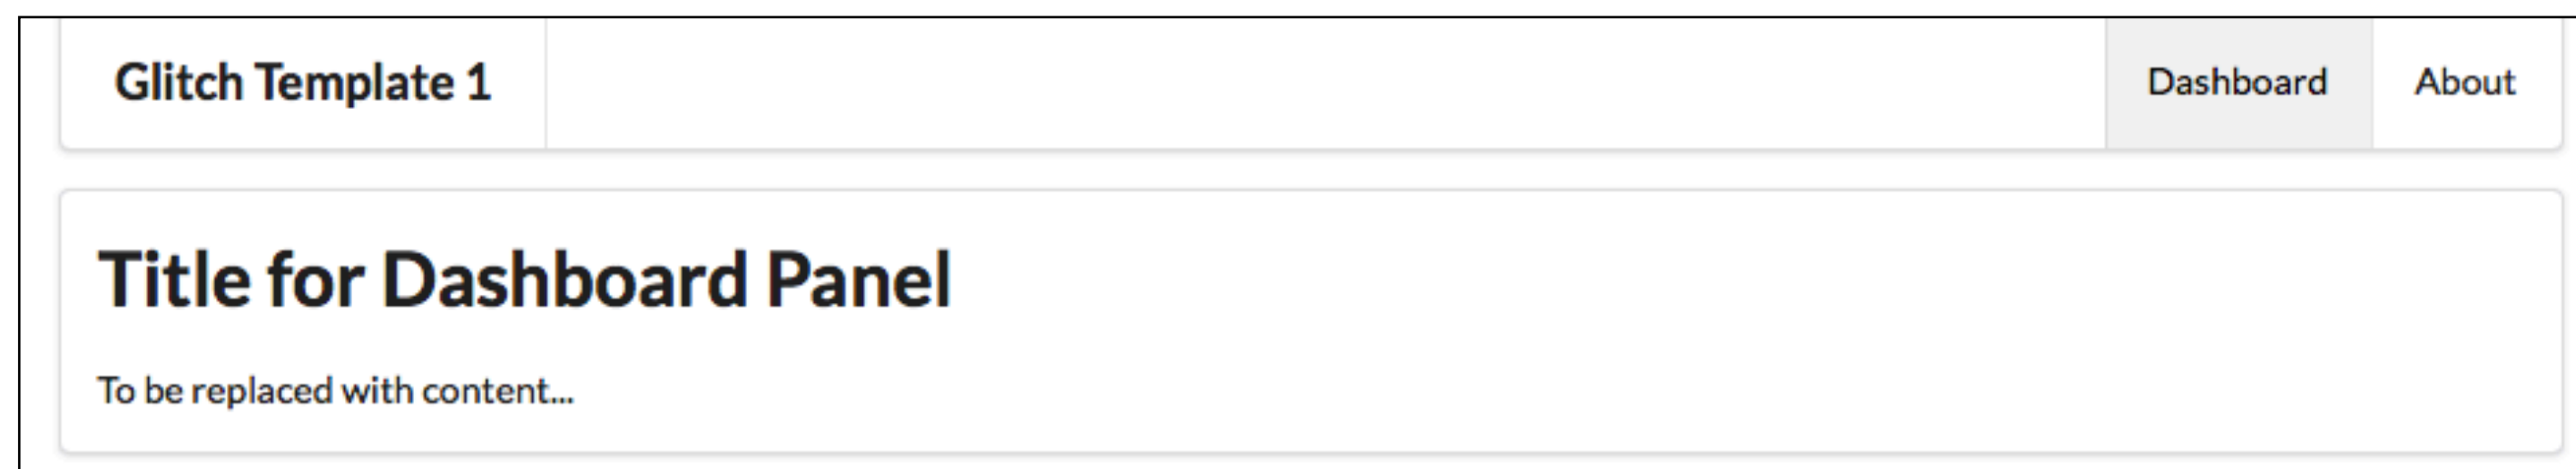 Glitch Template 1
Dashboard
About
Title for Dashboard Panel
To be replaced with content...